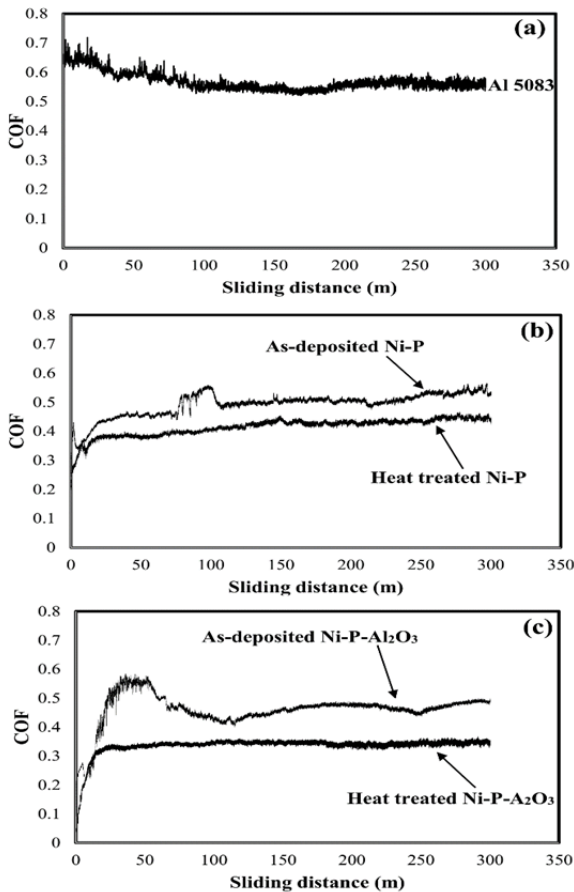 0.8
(a)
0.7
0.6
Al 5083
0.5
COF
0.4
0.3
0.2
0.1
0
0 50 100 150 200 250 300 350
Sliding distance (m)
0.8
(b)
0.7
As-deposited Ni-P
0.6
0.5
COF
0.4
0.3
Heat treated Ni-P
0.2
0.1
0
0 50 100 150 200 250 300 350
Sliding distance (m)
0.8
(c)
As-deposited Ni-P-Al₂O₃
0.7
0.6
0.5
COF
0.4
0.3
0.2
Heat treated Ni-P-A₂O₃
0.1
0
0 50 100 150 200 250 300 350
Sliding distance (m)